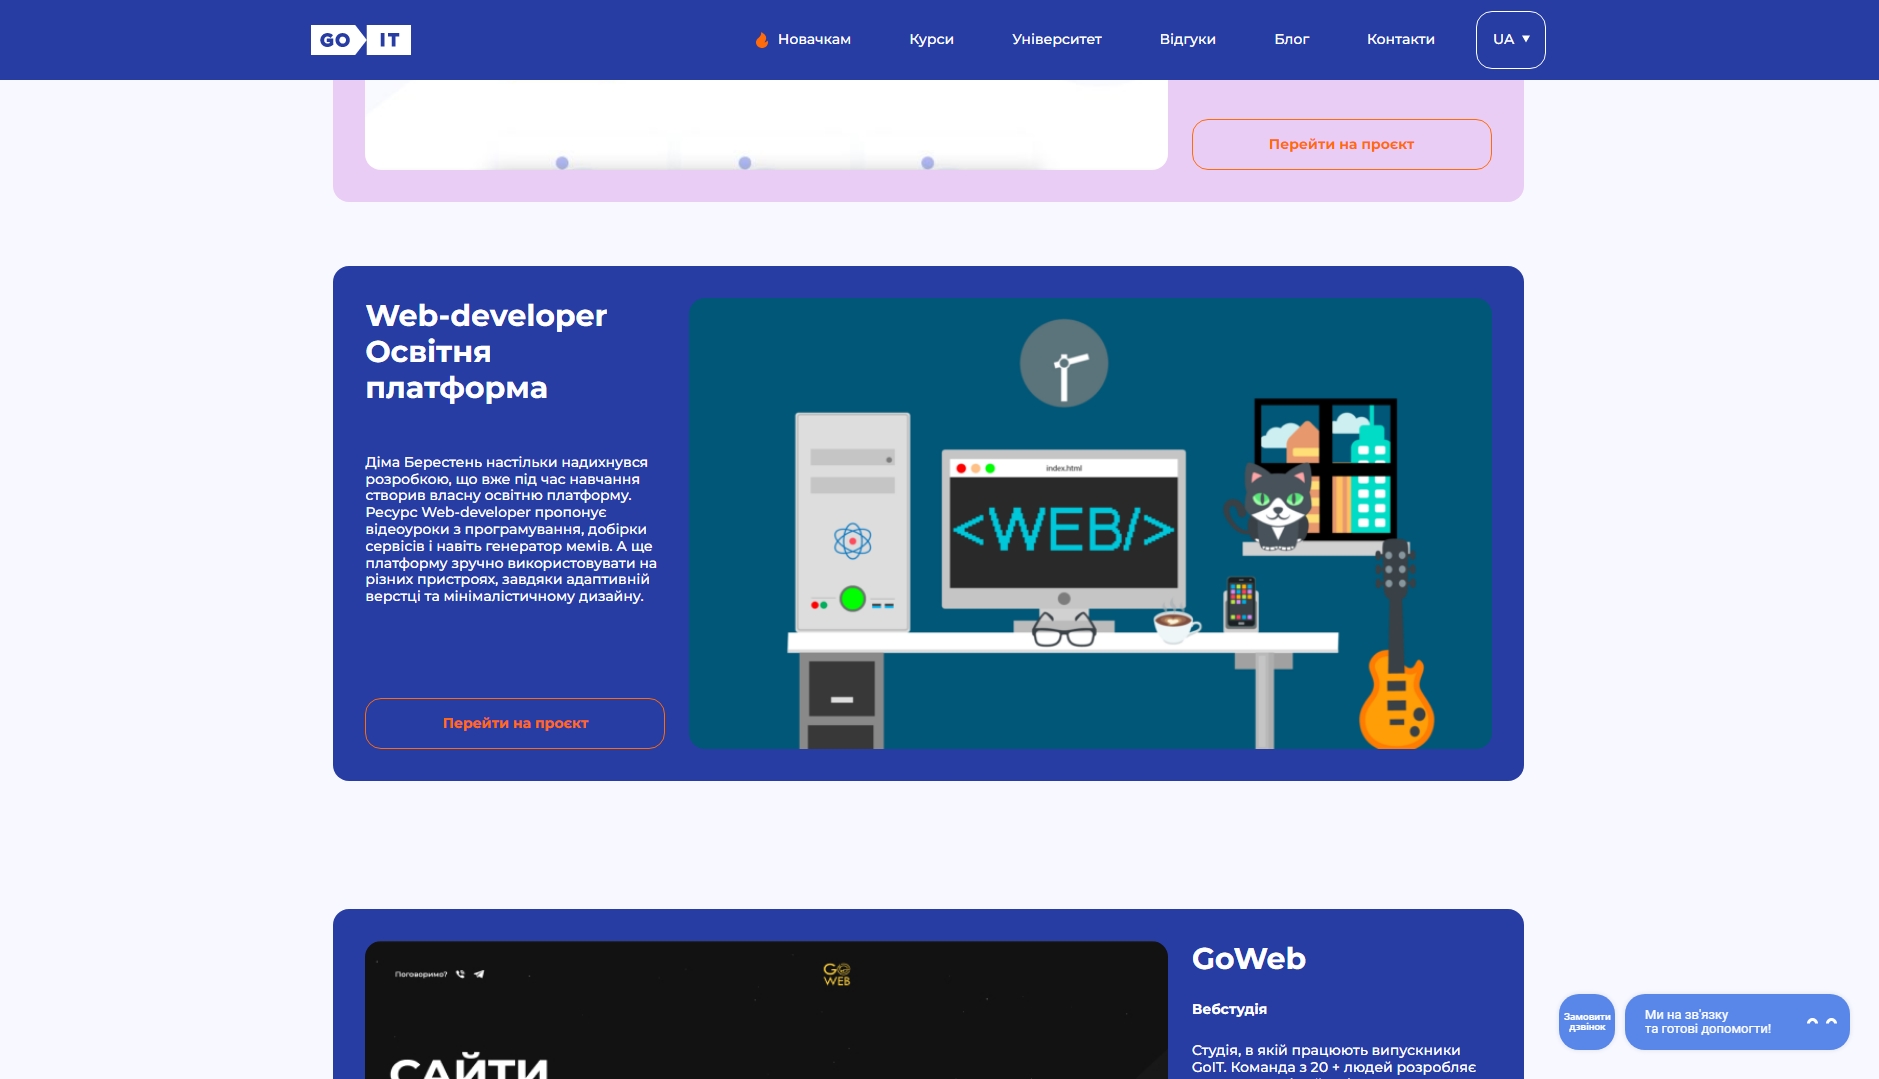 GO IT
Новачкам
Курси
Університет
Відгуки
Блог
Контакти
UA
Перейти на проєкт
Web-developer
Освітня
платформа
Діма Берестень настільки надихнувся
розробкою, що вже під час навчання
створив власну освітню платформу.
Ресурс Web-developer пропонує
відеоуроки з програмування, добірки
сервісів і навіть генератор мемів. А ще
платформу зручно використовувати на
різних пристроях, завдяки адаптивній
верстці та мінімалістичному дизайну.
Перейти на проєкт
index.html
<WEB/>
Поговоримо?
GO
WEB
САЙТИ
GoWeb
Вебстудія
Студія, в якій працюють випускники
GoIT. Команда з 20 + людей розробляє
Замовити
дзвінок
Ми на зв'язку
та готові допомогти!